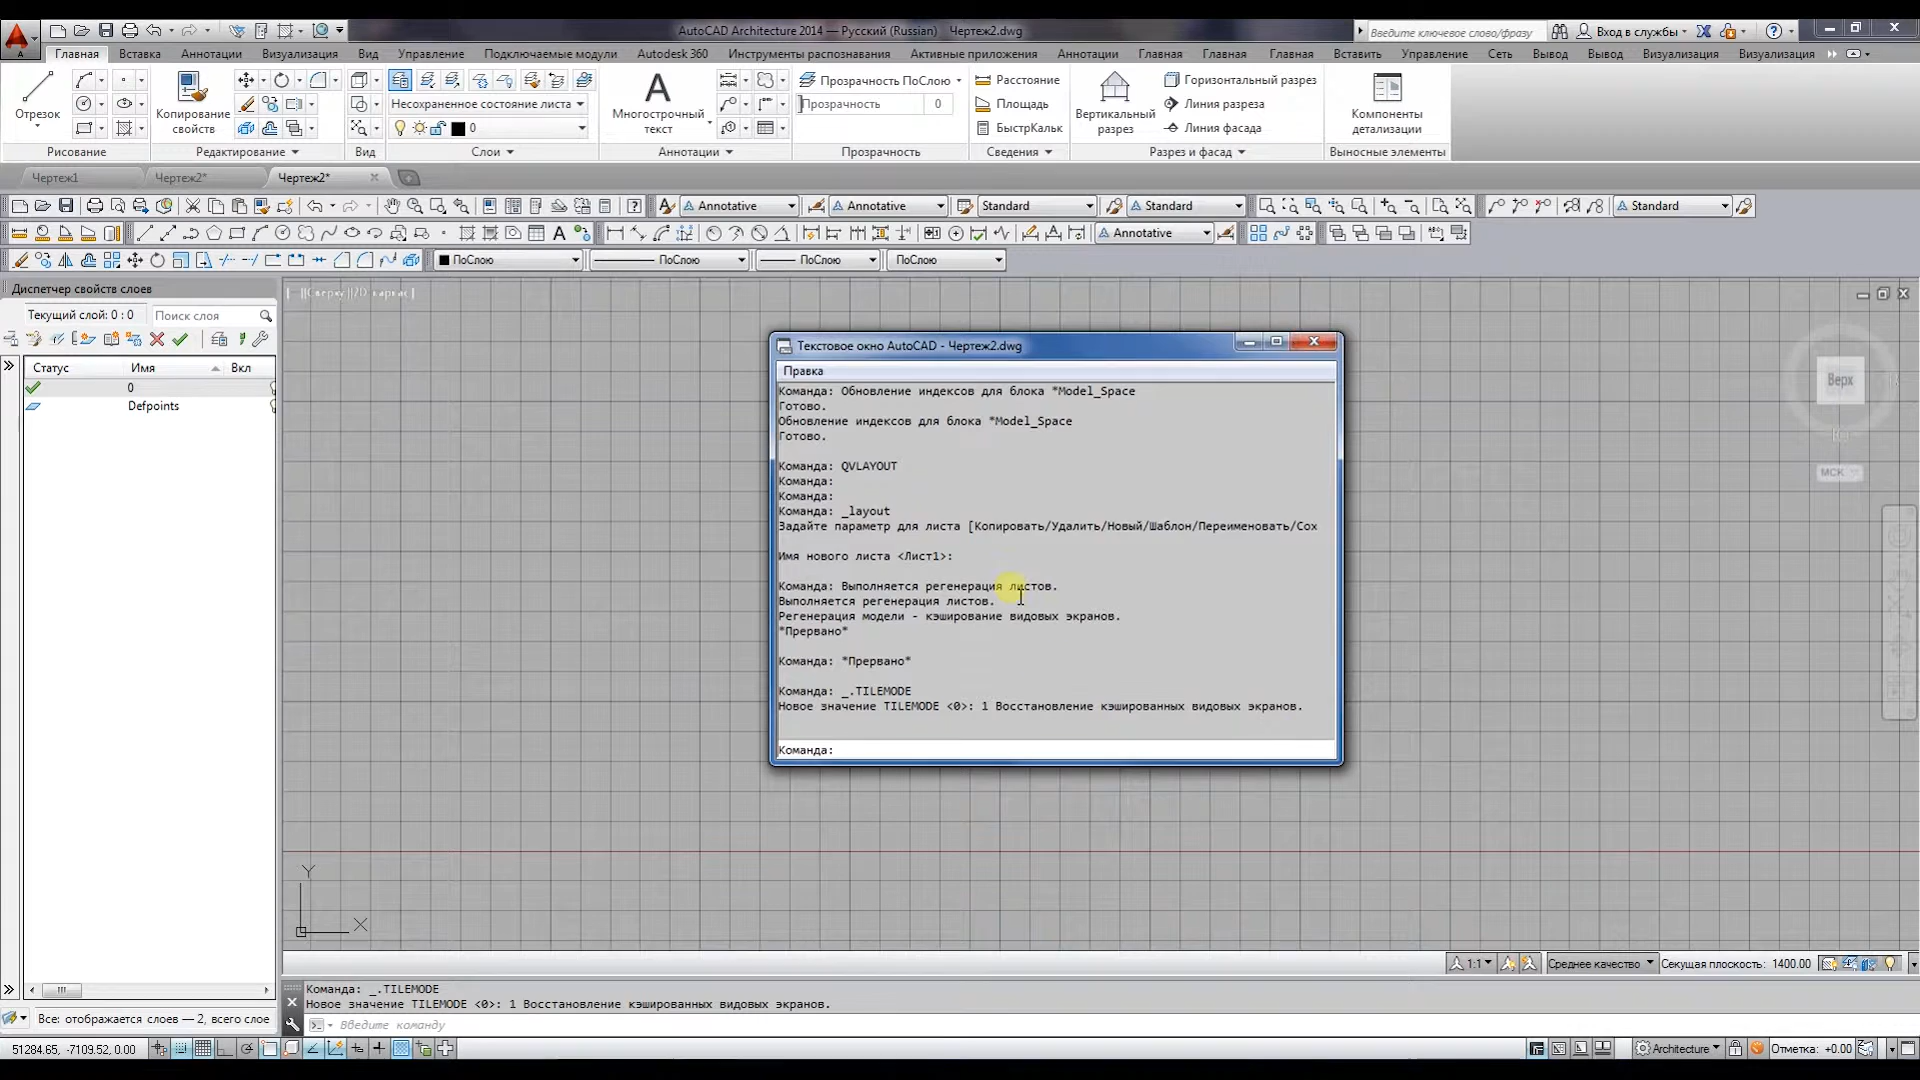 AutoCAD Architecture 2014 — Русский (Russian) Чертеж2.dwg
Введите ключевое слово/фразу
Вход в службы
Главная Вставка Аннотации Визуализация Вид Управление Подключаемые модули Autodesk 360 Инструменты распознавания Активные приложения Аннотации Главная Главная Главная Вставить Управление Сеть Вывод Вывод Визуализация Визуализация
Отрезок
Копирование свойств
Несохраненное состояние листа
0
Многострочный текст
Прозрачность ПоСлою
Прозрачность 0
Расстояние
Площадь
БыстрКальк
Вертикальный разрез
Горизонтальный разрез
Линия разреза
Линия фасада
Компоненты детализации
Рисование Редактирование Вид Слои Аннотации Прозрачность Сведения Разрез и фасад Выносные элементы
Чертеж1 Чертеж2* Чертеж2*
Annotative Annotative Standard Standard Standard
Annotative
ПоСлою ПоСлою ПоСлою ПоСлою
Диспетчер свойств слоев
Текущий слой: 0 : 0 Поиск слоя
Статус Имя Вкл
0
Defpoints
Все: отображается слоев — 2, всего слое
Верх
МСК
Текстовое окно AutoCAD - Чертеж2.dwg
Правка
Команда: Обновление индексов для блока *Model_Space
Готово.
Обновление индексов для блока *Model_Space
Готово.
Команда: QVLAYOUT
Команда:
Команда:
Команда: _layout
Задайте параметр для листа [Копировать/Удалить/Новый/Шаблон/Переименовать/Сох
Имя нового листа <Лист1>:
Команда: Выполняется регенерация листов.
Выполняется регенерация листов.
Регенерация модели - кэширование видовых экранов.
*Прервано*
Команда: *Прервано*
Команда: _.TILEMODE
Новое значение TILEMODE <0>: 1 Восстановление кэшированных видовых экранов.
Команда:
Y
X
1:1 Среднее качество Секущая плоскость: 1400.00
Команда: _.TILEMODE
Новое значение TILEMODE <0>: 1 Восстановление кэшированных видовых экранов.
Введите команду
51284.65, -7109.52, 0.00
Architecture Отметка: +0.00